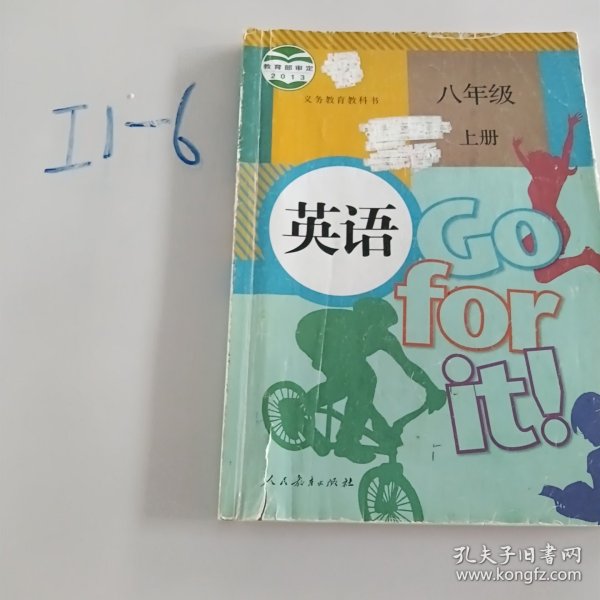 I1-6
教育部审定
2013
义务教育教科书
八年级
上册
英语
Go
for
it!
人民教育出版社
孔夫子旧书网
www.kongfz.com